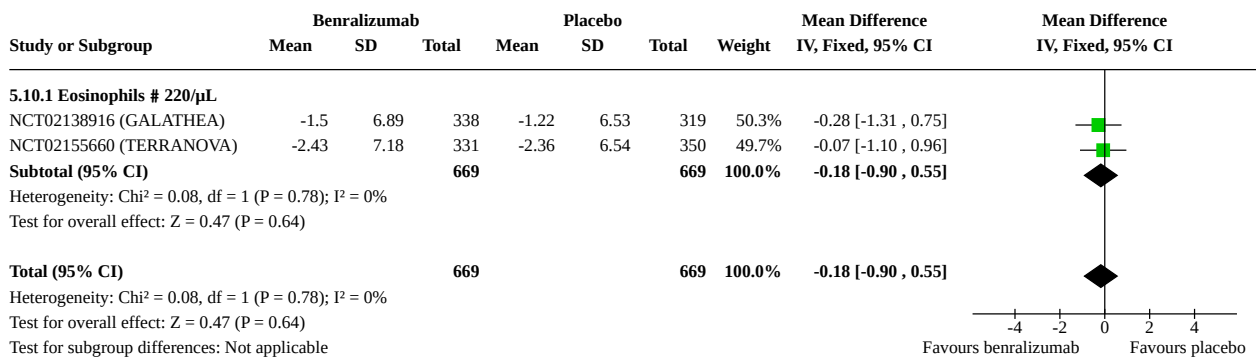 Benralizumab Placebo Mean Difference Mean Difference
Study or Subgroup Mean SD Total Mean SD Total Weight IV, Fixed, 95% CI IV, Fixed, 95% CI
5.10.1 Eosinophils # 220/µL
NCT02138916 (GALATHEA) -1.5 6.89 338 -1.22 6.53 319 50.3% -0.28 [-1.31 , 0.75]
NCT02155660 (TERRANOVA) -2.43 7.18 331 -2.36 6.54 350 49.7% -0.07 [-1.10 , 0.96]
Subtotal (95% CI) 669 669 100.0% -0.18 [-0.90 , 0.55]
Heterogeneity: Chi² = 0.08, df = 1 (P = 0.78); I² = 0%
Test for overall effect: Z = 0.47 (P = 0.64)
Total (95% CI) 669 669 100.0% -0.18 [-0.90 , 0.55]
Heterogeneity: Chi² = 0.08, df = 1 (P = 0.78); I² = 0%
Test for overall effect: Z = 0.47 (P = 0.64) -4 -2 0 2 4
Test for subgroup differences: Not applicable Favours benralizumab Favours placebo